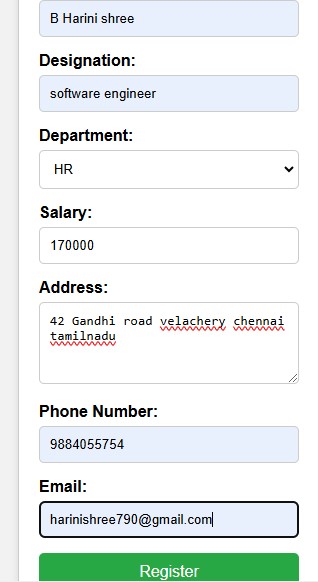 B Harini shree
Designation:
software engineer
Department:
HR
Salary:
170000
Address:
42 Gandhi road velachery chennai
tamilnadu
Phone Number:
9884055754
Email:
harinishree790@gmail.com
Register